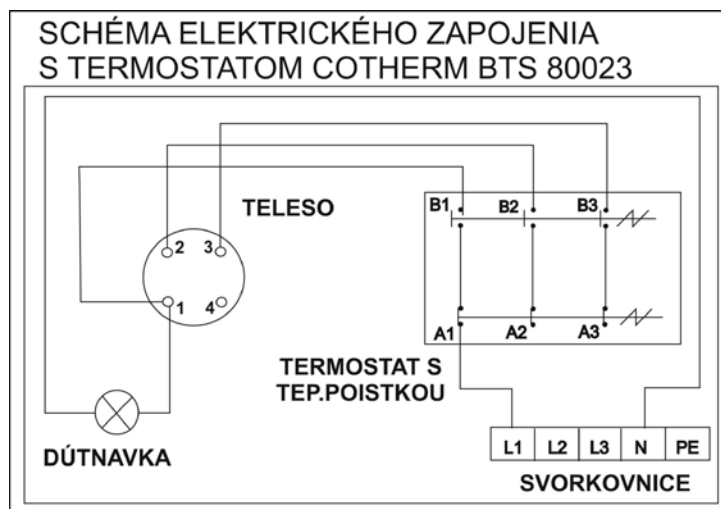 SCHÉMA ELEKTRICKÉHO ZAPOJENIA
S TERMOSTATOM COTHERM BTS 80023
B1 B2 B3
TELESO
2 3
1 4
A1 A2 A3
TERMOSTAT S
TEP.POISTKOU
L1 L2 L3 N PE
DÚTNAVKA
SVORKOVNICE